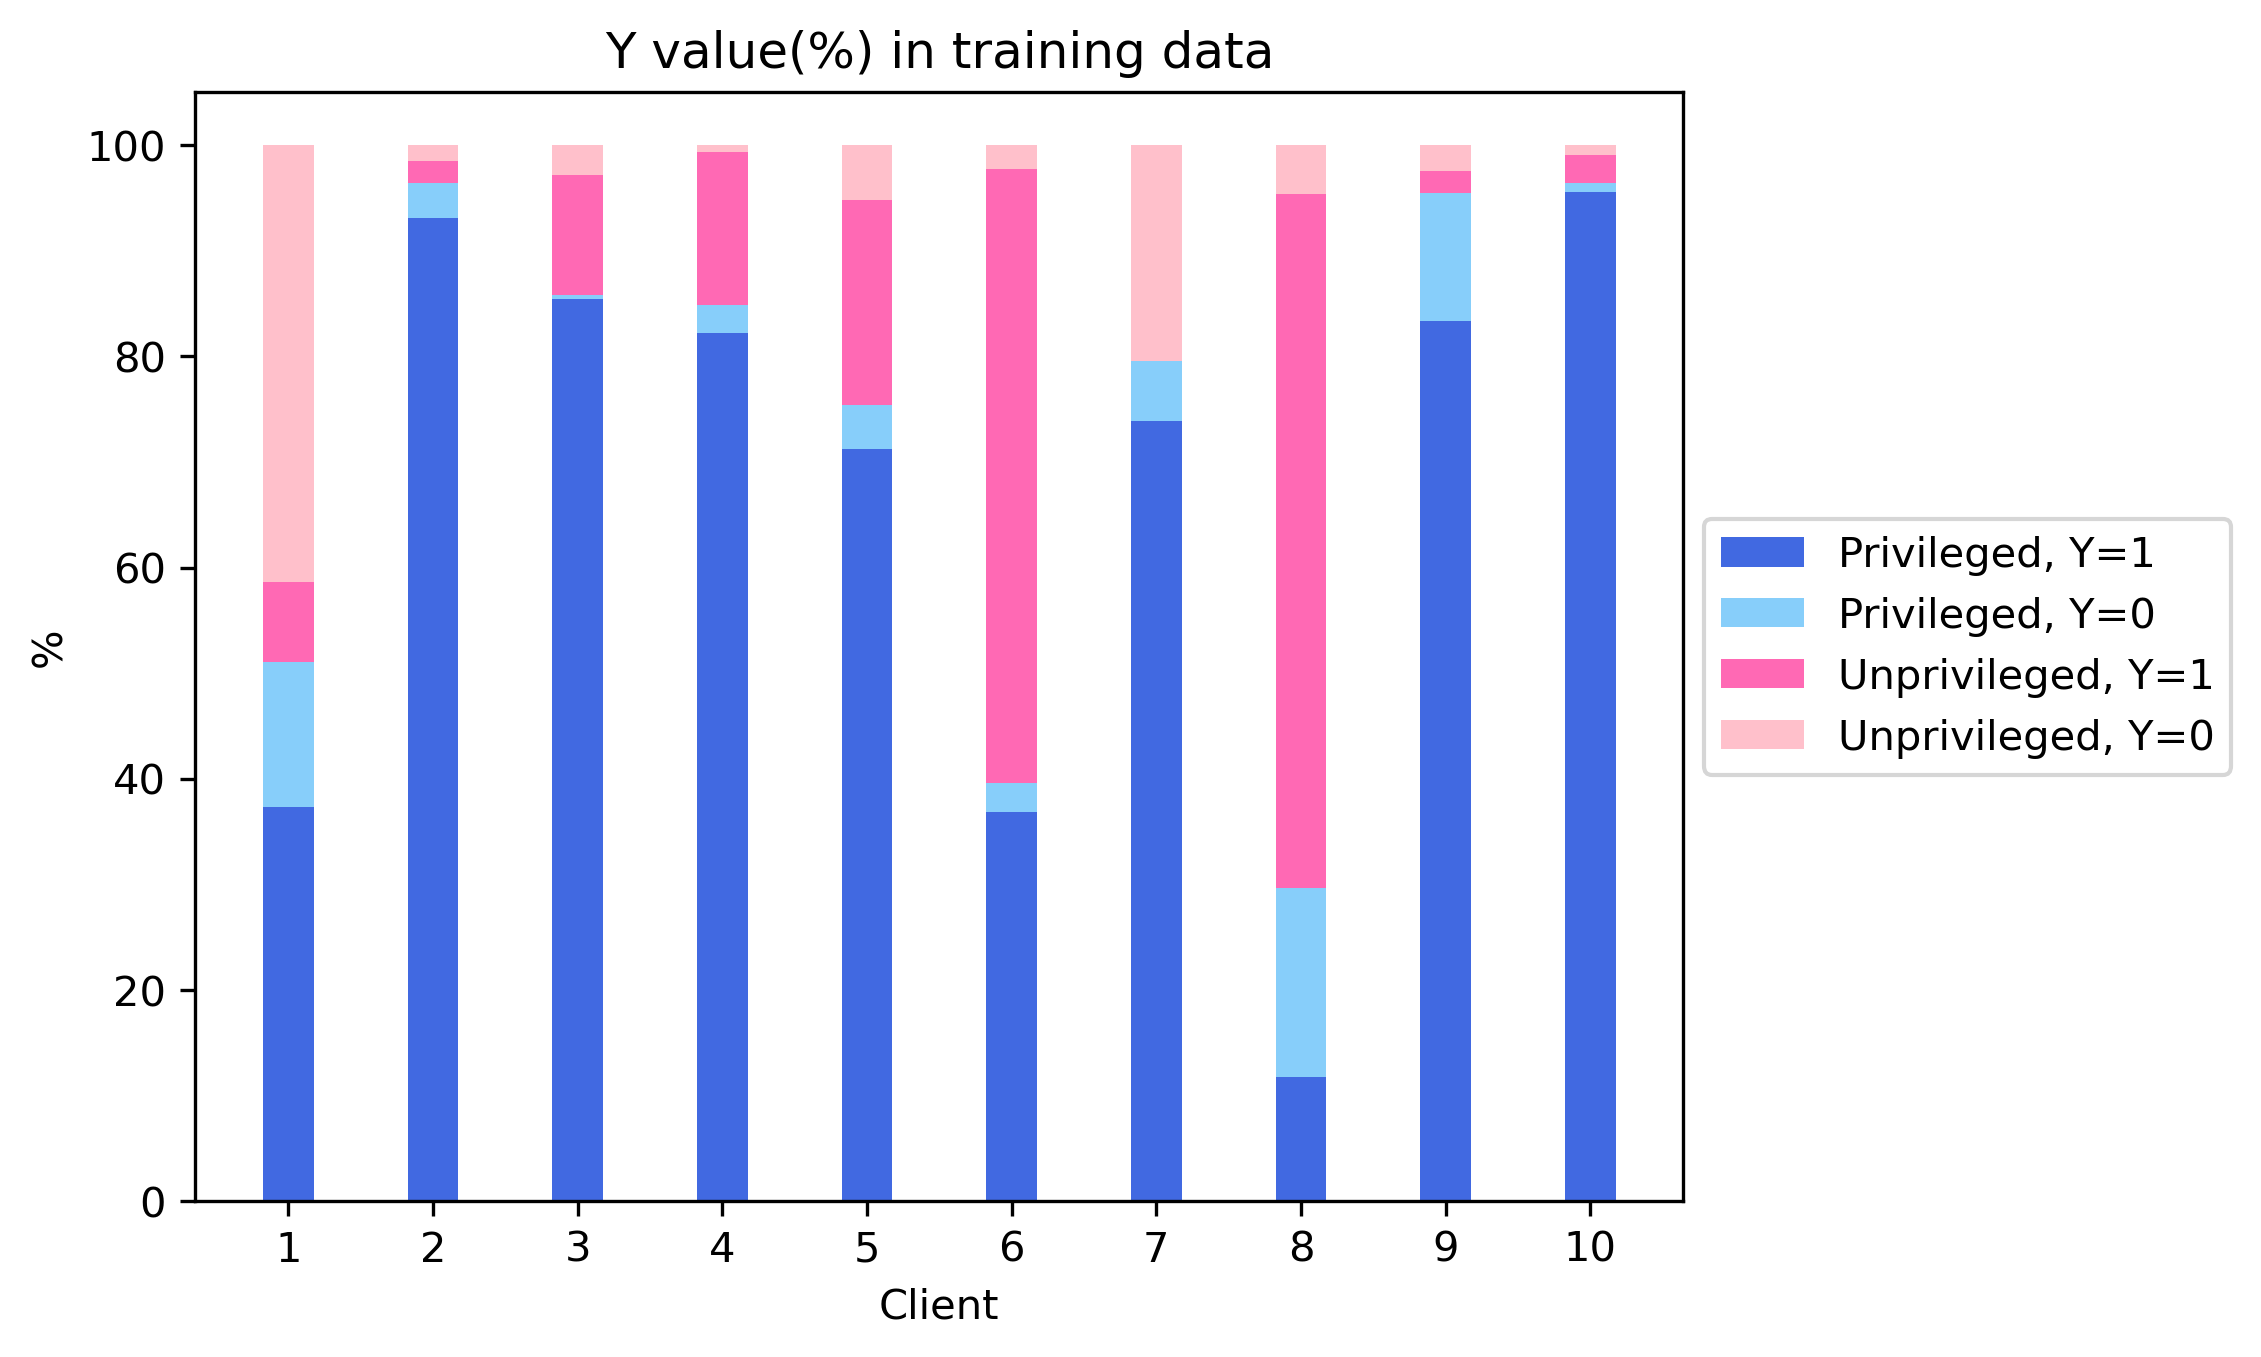 Y value(%) in training data
100
80
60
40
20
0
%
1 2 3 4 5 6 7 8 9 10
Client
Privileged, Y=1
Privileged, Y=0
Unprivileged, Y=1
Unprivileged, Y=0